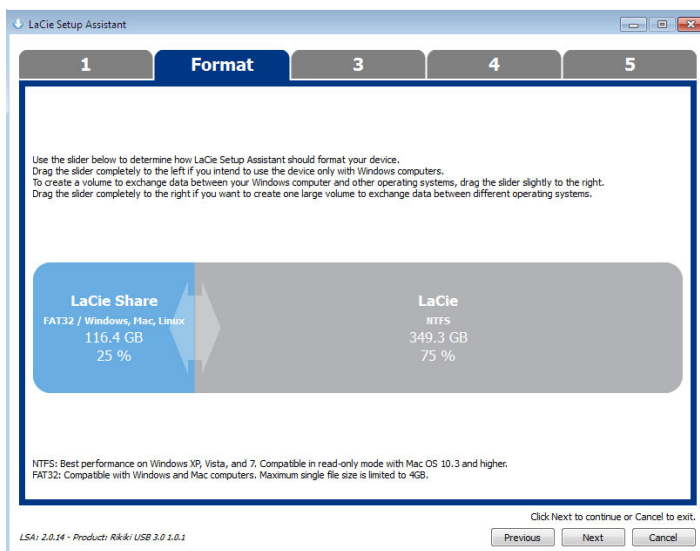 LaCie Setup Assistant
1
Format
3
4
5
Use the slider below to determine how LaCie Setup Assistant should format your device.
Drag the slider completely to the left if you intend to use the device only with Windows computers.
To create a volume to exchange data between your Windows computer and other operating systems, drag the slider slightly to the right.
Drag the slider completely to the right if you want to create one large volume to exchange data between different operating systems.
LaCie Share
FAT32 / Windows, Mac, Linux
116.4 GB
25 %
LaCie
NTFS
349.3 GB
75 %
NTFS: Best performance on Windows XP, Vista, and 7. Compatible in read-only mode with Mac OS 10.3 and higher.
FAT32: Compatible with Windows and Mac computers. Maximum single file size is limited to 4GB.
Click Next to continue or Cancel to exit.
LSA: 2.0.14 - Product: Rikiki USB 3.0 1.0.1
Previous
Next
Cancel